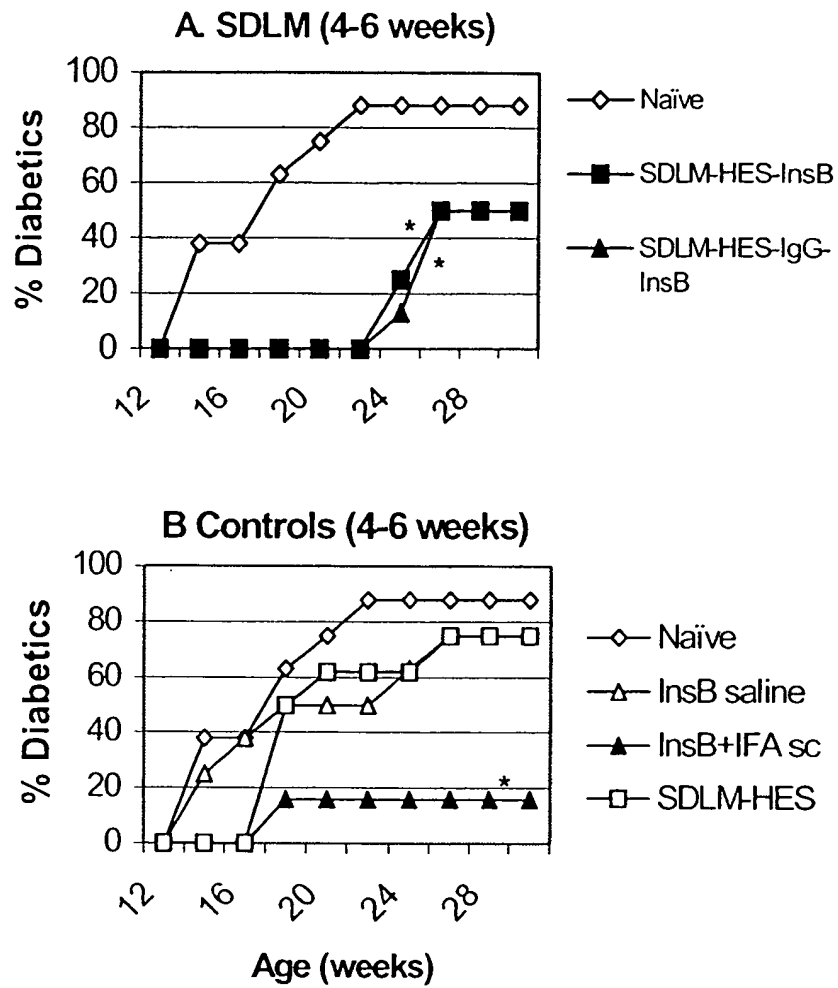 A. SDLM (4-6 weeks)
% Diabetics
100
80
60
40
20
0
*
*
12
16
20
24
28
Naïve
SDLM-HES-InsB
SDLM-HES-IgG-
InsB
B Controls (4-6 weeks)
% Diabetics
100
80
60
40
20
0
*
12
16
20
24
28
Age (weeks)
Naïve
InsB saline
InsB+IFA sc
SDLM-HES